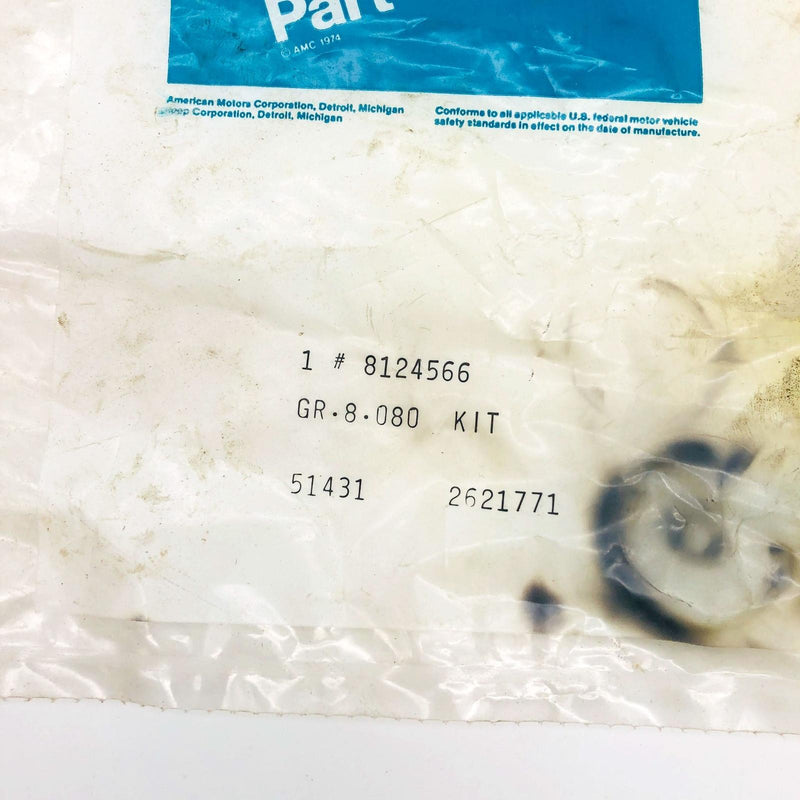 Part
© AMC 1974
American Motors Corporation, Detroit, Michigan
Jeep Corporation, Detroit, Michigan
Conforms to all applicable U.S. federal motor vehicle
safety standards in effect on the date of manufacture.
1 # 8124566
GR.8.080 KIT
51431 2621771